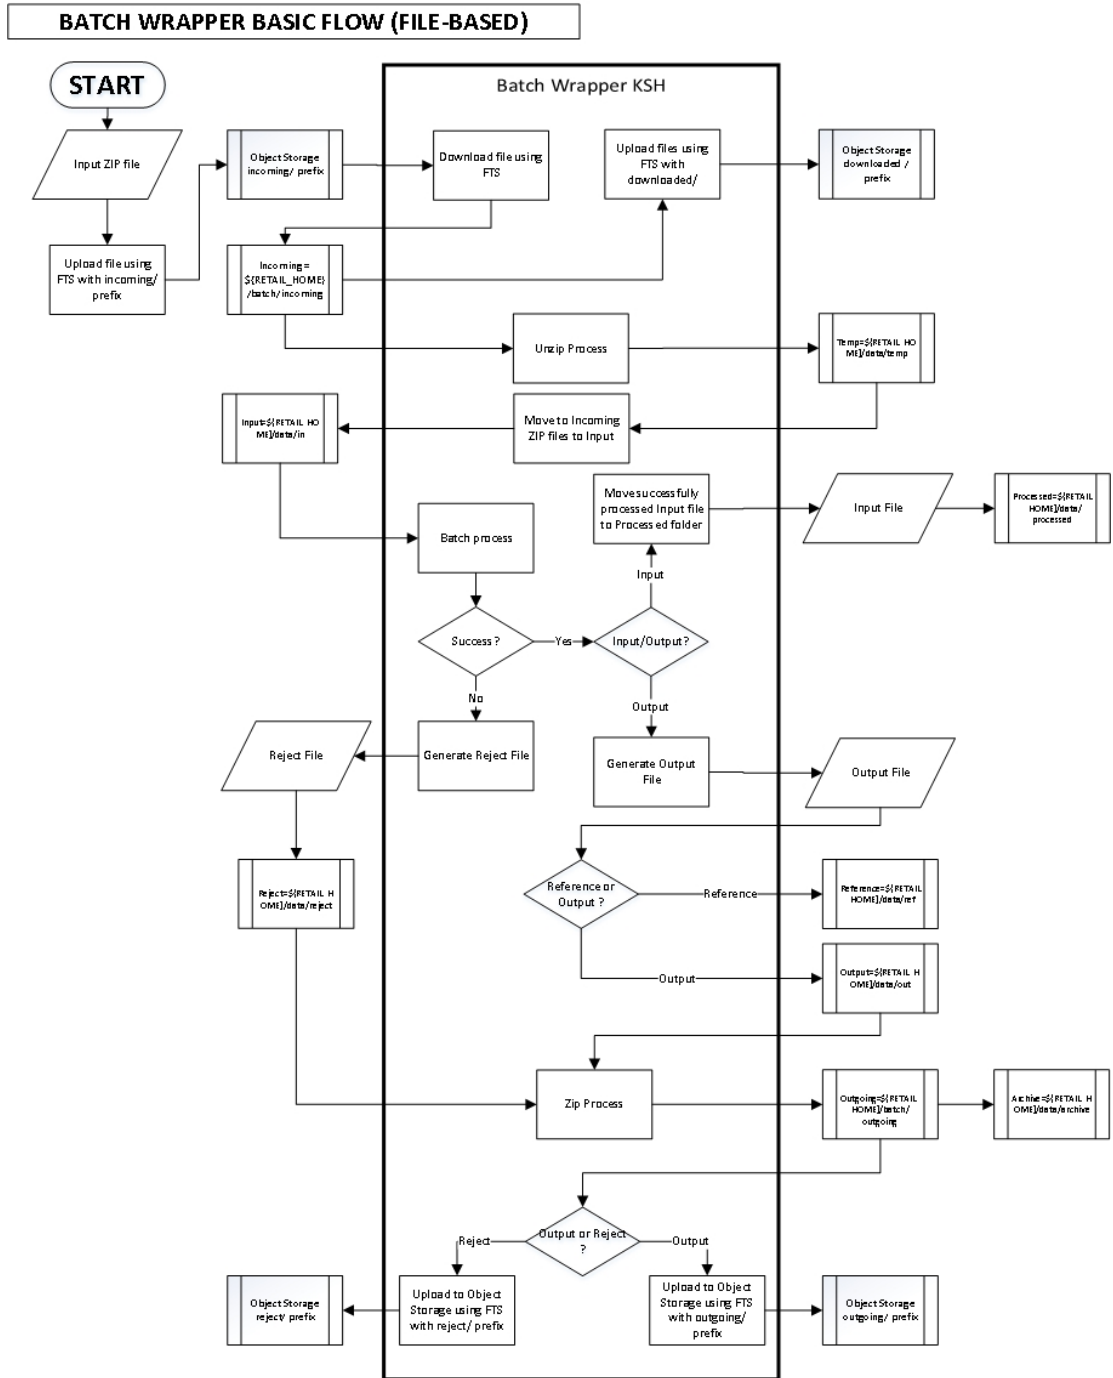 BATCH WRAPPER BASIC FLOW (FILE-BASED)
START
Batch Wrapper KSH
Input ZIP file
Object Storage
incoming/ prefix
Download file using
FTS
Upload files using
FTS with
downloaded/
Object Storage
downloaded /
prefix
Upload file using
FTS with incoming/
prefix
Incoming=
${RETAIL_HOME}
/batch/incoming
Unzip Process
Temp=${RETAIL HO
ME]/data/temp
Input=${RETAIL HO
ME]/data/in
Move to Incoming
ZIP files to Input
Move successfully
processed Input file
to Processed folder
Input File
Processed=${RETAIL
HOME]/data/
processed
Batch process
Input
Success ?
Yes
Input/Output?
No
Output
Reject File
Generate Reject File
Generate Output
File
Output File
Reject=${RETAIL H
OME]/data/reject
Reference or
Output ?
Reference
Reference=${RETAIL
HOME]/data/ref
Output
Output=${RETAIL H
OME]/data/out
Zip Process
Outgoing=${RETAIL
HOME]/batch/
outgoing
Archive=${RETAIL H
OME]/data/archive
Reject
Output or Reject
?
Output
Object Storage
reject/ prefix
Upload to Object
Storage using FTS
with reject/ prefix
Upload to Object
Storage using FTS
with outgoing/
prefix
Object Storage
outgoing/ prefix